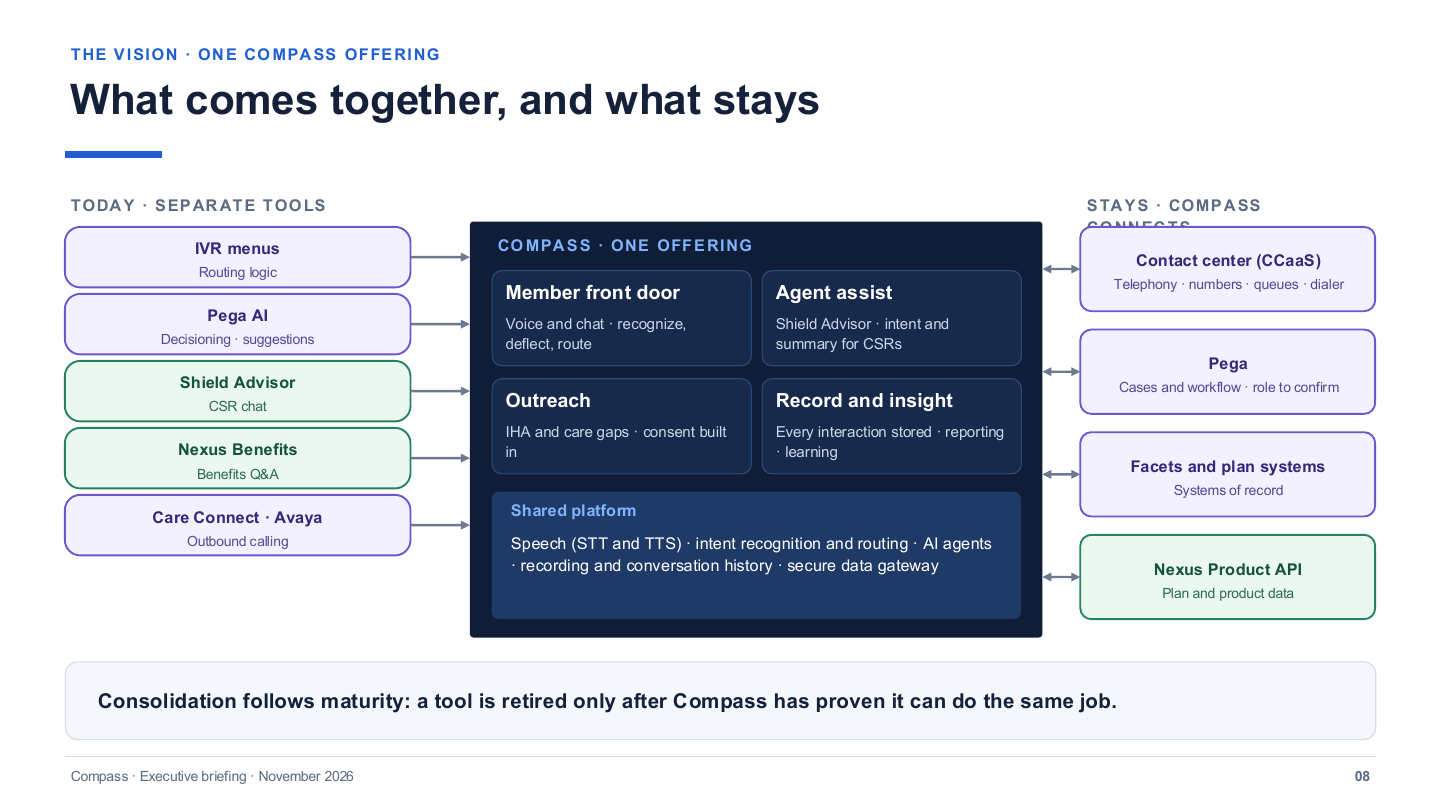 THE VISION · ONE COMPASS OFFERING
What comes together, and what stays
TODAY · SEPARATE TOOLS
IVR menus
Routing logic
Pega AI
Decisioning · suggestions
Shield Advisor
CSR chat
Nexus Benefits
Benefits Q&A
Care Connect · Avaya
Outbound calling
COMPASS · ONE OFFERING
Member front door
Voice and chat · recognize,
deflect, route
Agent assist
Shield Advisor · intent and
summary for CSRs
Outreach
IHA and care gaps · consent built
in
Record and insight
Every interaction stored · reporting
· learning
Shared platform
Speech (STT and TTS) · intent recognition and routing · AI agents
· recording and conversation history · secure data gateway
STAYS · COMPASS
CONNECTS
Contact center (CCaaS)
Telephony · numbers · queues · dialer
Pega
Cases and workflow · role to confirm
Facets and plan systems
Systems of record
Nexus Product API
Plan and product data
Consolidation follows maturity: a tool is retired only after Compass has proven it can do the same job.
Compass · Executive briefing · November 2026
08